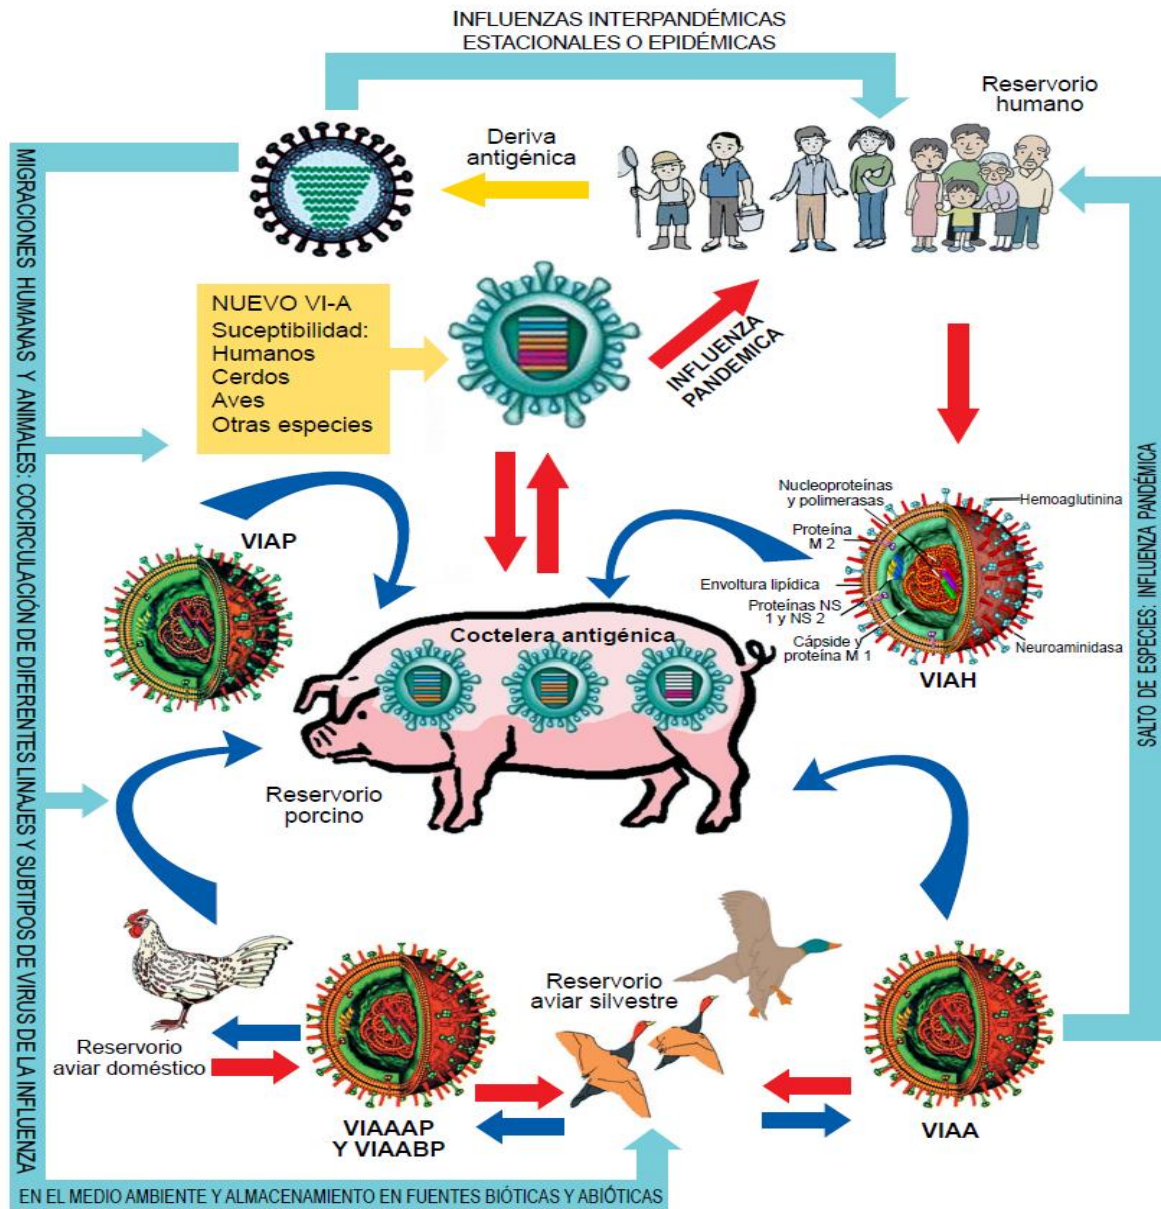 INFLUENZAS INTERPANDÉMICAS
ESTACIONALES O EPIDÉMICAS
Reservorio
humano
Deriva
antigénica
NUEVO VI-A
Suceptibilidad:
Humanos
Cerdos
Aves
Otras especies
INFLUENZA
PANDEMICA
MIGRACIONES HUMANAS Y ANIMALES: COCIRCULACIÓN DE DIFERENTES LINAJES Y SUBTIPOS DE VIRUS DE LA INFLUENZA
SALTO DE ESPECIES: INFLUENZA PANDÉMICA
VIAP
Nucleoproteínas
y polimerasas
Hemoaglutinina
Proteína
M 2
Envoltura lipídica
Proteínas NS
1 y NS 2
Cápside y
proteína M 1
Neuroaminidasa
VIAH
Coctelera antigénica
Reservorio
porcino
Reservorio
aviar silvestre
Reservorio
aviar doméstico
VIAAAP
Y VIAABP
VIAA
EN EL MEDIO AMBIENTE Y ALMACENAMIENTO EN FUENTES BIÓTICAS Y ABIÓTICAS